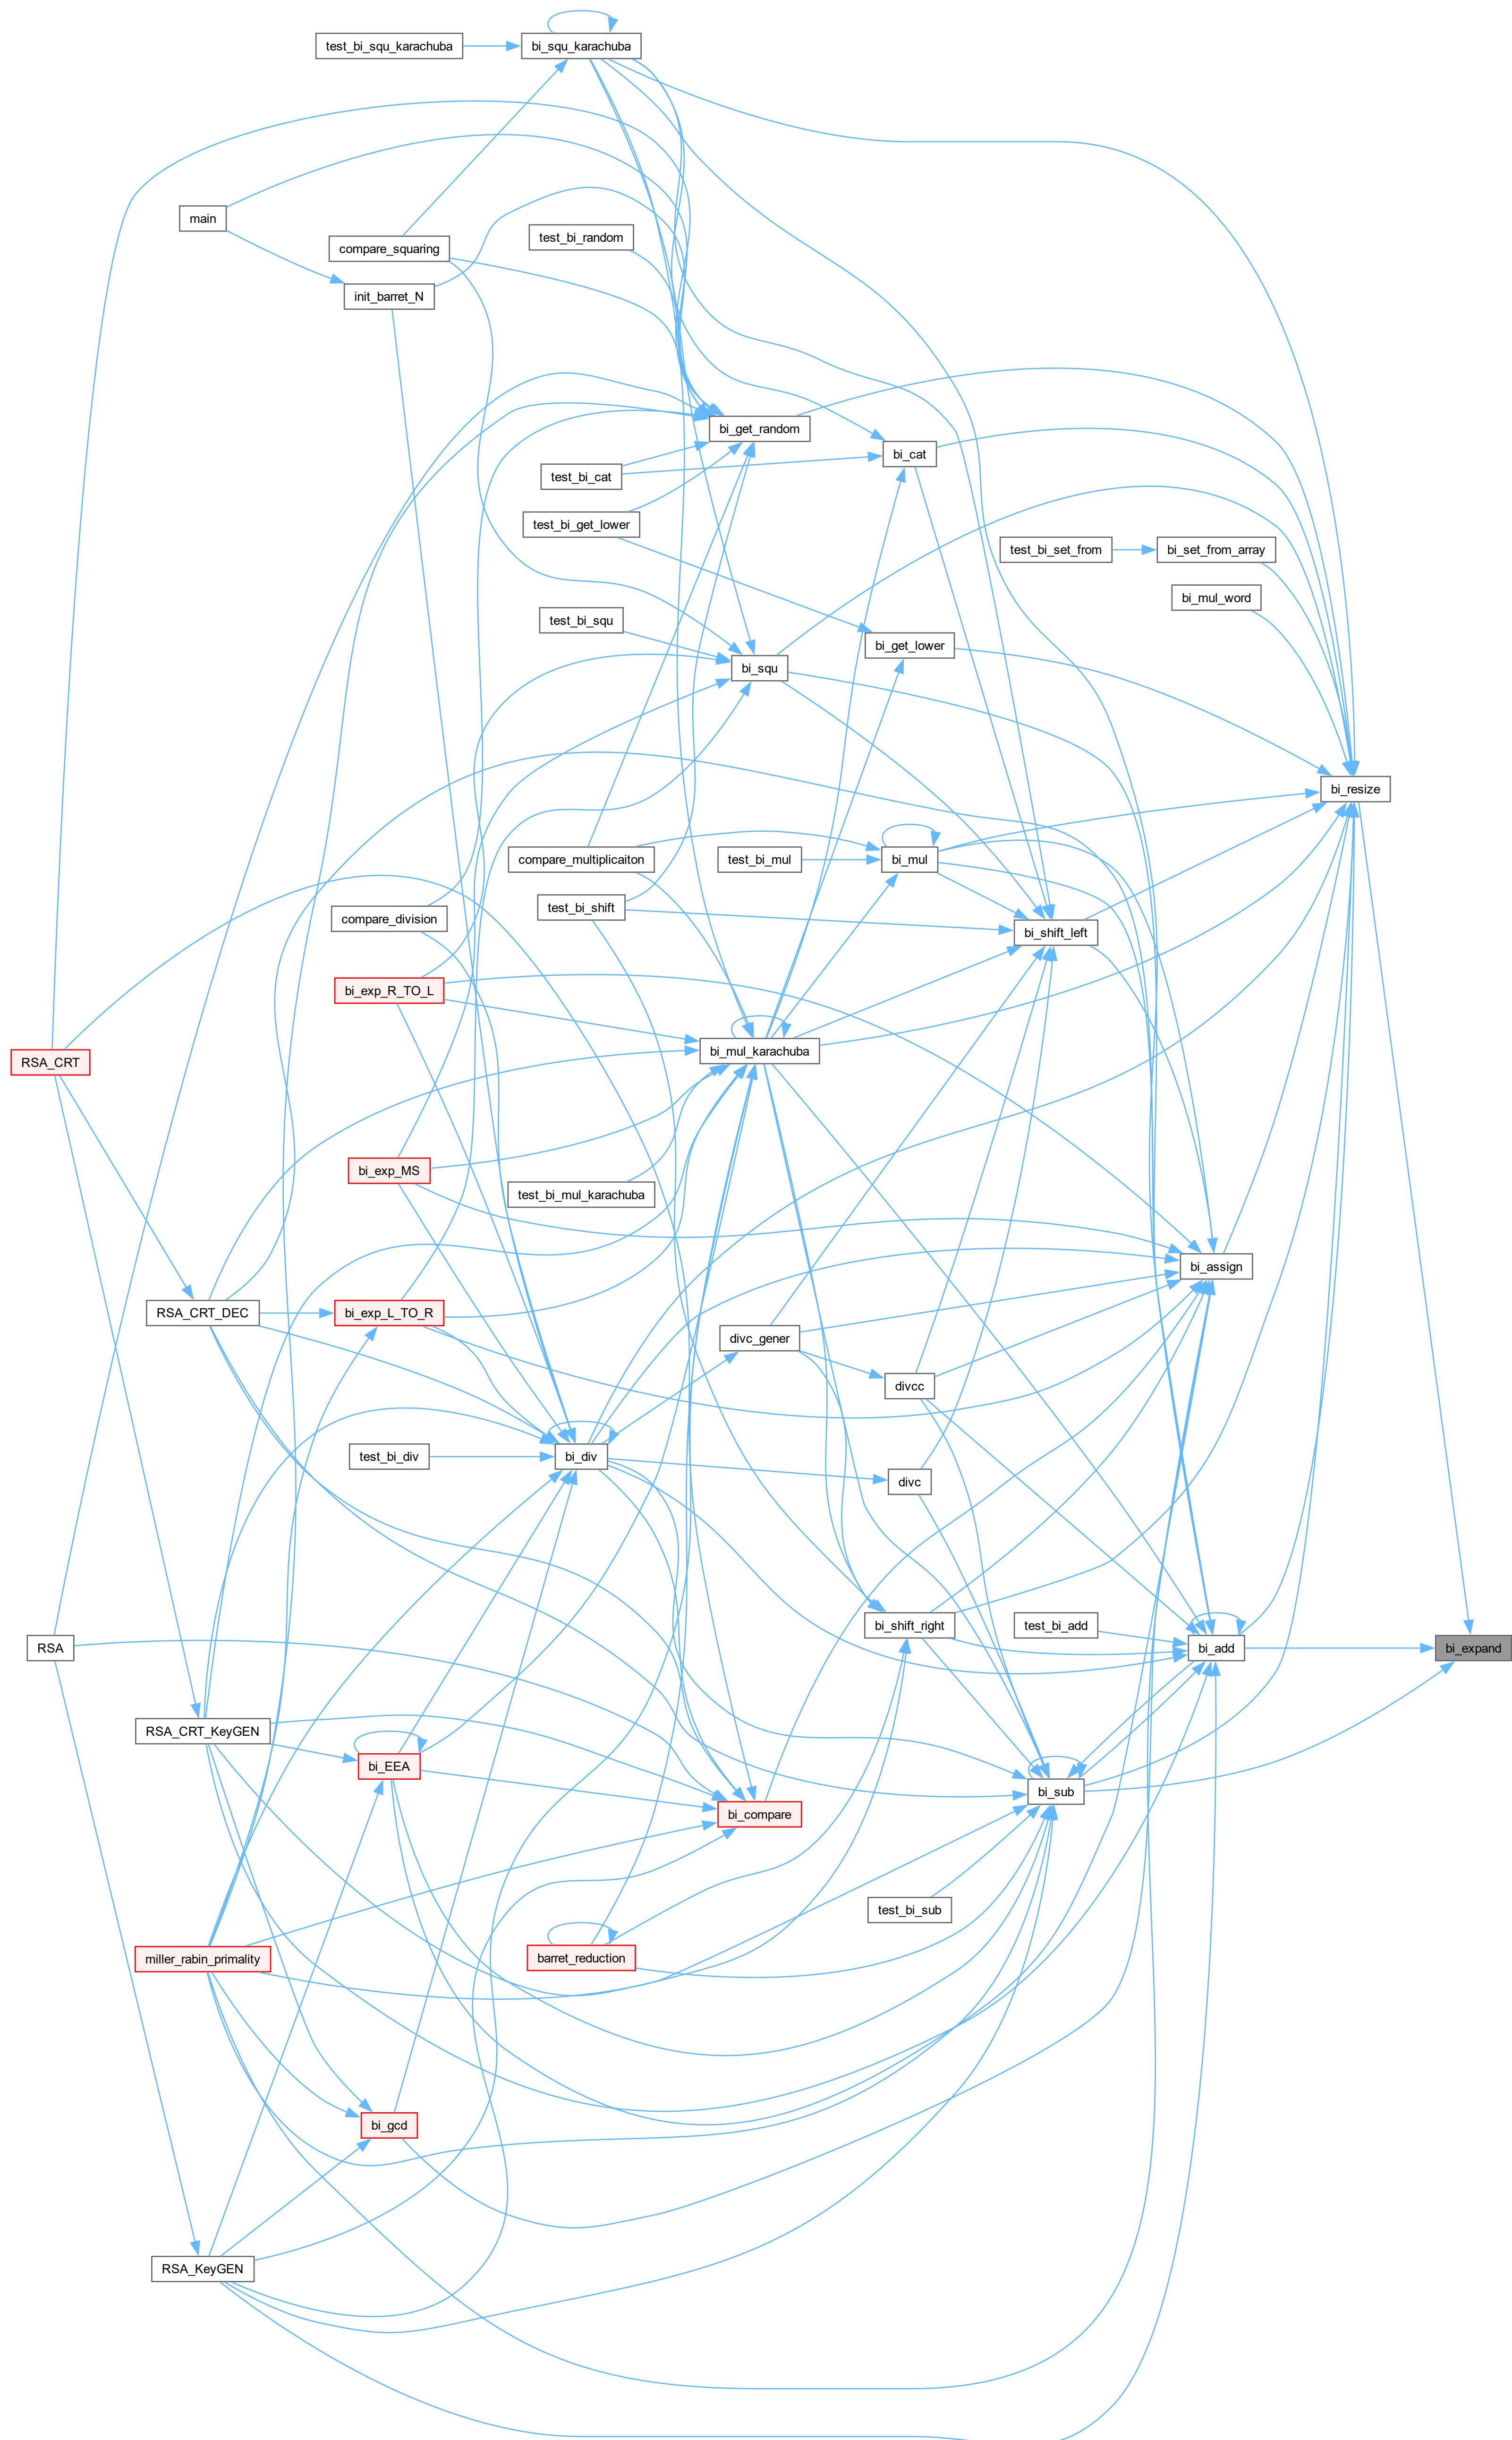 bi_squ_karachuba
test_bi_squ_karachuba
main
test_bi_random
compare_squaring
init_barret_N
bi_get_random
bi_cat
test_bi_cat
test_bi_get_lower
test_bi_set_from
bi_set_from_array
bi_mul_word
test_bi_squ
bi_get_lower
bi_squ
bi_resize
compare_multiplicaiton
test_bi_mul
bi_mul
test_bi_shift
compare_division
bi_shift_left
bi_exp_R_TO_L
bi_mul_karachuba
RSA_CRT
bi_exp_MS
test_bi_mul_karachuba
bi_assign
RSA_CRT_DEC
bi_exp_L_TO_R
divc_gener
divcc
test_bi_div
bi_div
divc
bi_shift_right
test_bi_add
RSA
bi_add
bi_expand
RSA_CRT_KeyGEN
bi_EEA
bi_sub
bi_compare
test_bi_sub
miller_rabin_primality
barret_reduction
bi_gcd
RSA_KeyGEN